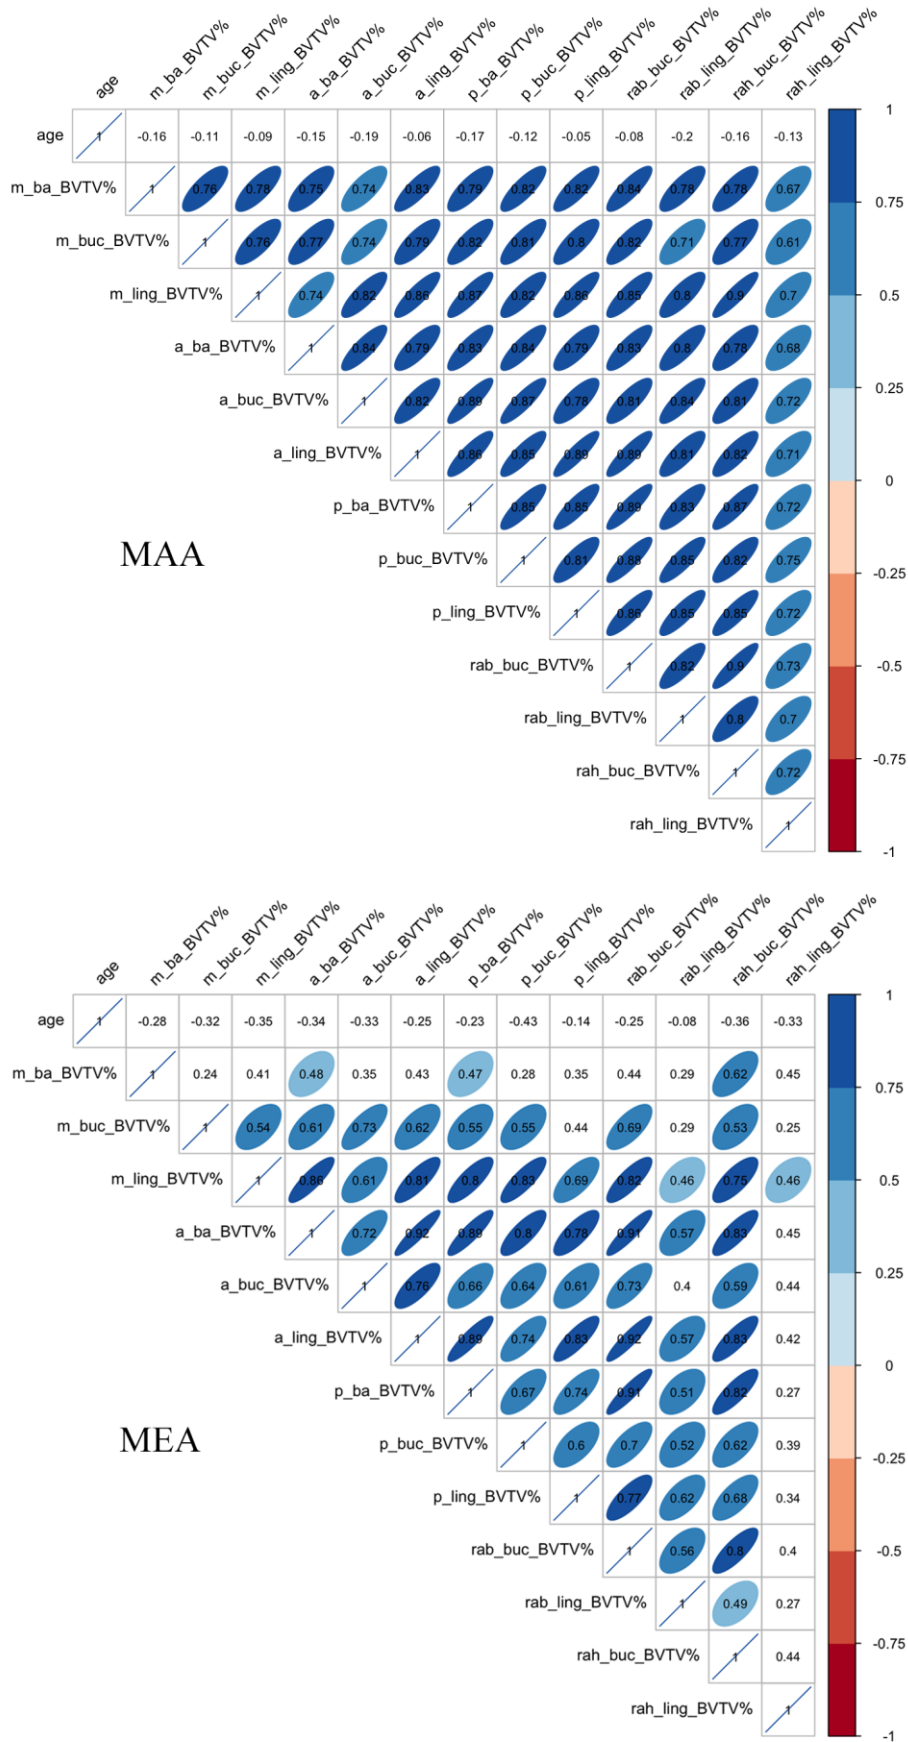 age m_ba_BVTV% m_buc_BVTV% m_ling_BVTV% a_ba_BVTV% a_buc_BVTV% a_ling_BVTV% p_ba_BVTV% p_buc_BVTV% p_ling_BVTV% rab_buc_BVTV% rab_ling_BVTV% rah_buc_BVTV% rah_ling_BVTV%
age 1 -0.16 -0.11 -0.09 -0.15 -0.19 -0.06 -0.17 -0.12 -0.05 -0.08 -0.2 -0.16 -0.13
m_ba_BVTV% 1 0.76 0.78 0.75 0.74 0.83 0.79 0.82 0.82 0.84 0.78 0.78 0.67
m_buc_BVTV% 1 0.76 0.77 0.74 0.79 0.82 0.81 0.8 0.82 0.71 0.77 0.61
m_ling_BVTV% 1 0.74 0.82 0.86 0.87 0.82 0.86 0.85 0.8 0.9 0.7
a_ba_BVTV% 1 0.84 0.79 0.83 0.84 0.79 0.83 0.8 0.78 0.68
a_buc_BVTV% 1 0.82 0.89 0.87 0.78 0.81 0.84 0.81 0.72
a_ling_BVTV% 1 0.86 0.85 0.89 0.89 0.81 0.82 0.71
p_ba_BVTV% 1 0.85 0.85 0.89 0.83 0.87 0.72
MAA
p_buc_BVTV% 1 0.81 0.88 0.85 0.82 0.75
p_ling_BVTV% 1 0.86 0.85 0.85 0.72
rab_buc_BVTV% 1 0.82 0.9 0.73
rab_ling_BVTV% 1 0.8 0.7
rah_buc_BVTV% 1 0.72
rah_ling_BVTV% 1
1
0.75
0.5
0.25
0
-0.25
-0.5
-0.75
-1
age m_ba_BVTV% m_buc_BVTV% m_ling_BVTV% a_ba_BVTV% a_buc_BVTV% a_ling_BVTV% p_ba_BVTV% p_buc_BVTV% p_ling_BVTV% rab_buc_BVTV% rab_ling_BVTV% rah_buc_BVTV% rah_ling_BVTV%
age 1 -0.28 -0.32 -0.35 -0.34 -0.33 -0.25 -0.23 -0.43 -0.14 -0.25 -0.08 -0.36 -0.33
m_ba_BVTV% 1 0.24 0.41 0.48 0.35 0.43 0.47 0.28 0.35 0.44 0.29 0.62 0.45
m_buc_BVTV% 1 0.54 0.61 0.73 0.62 0.55 0.55 0.44 0.69 0.29 0.53 0.25
m_ling_BVTV% 1 0.86 0.61 0.81 0.8 0.83 0.69 0.82 0.46 0.75 0.46
a_ba_BVTV% 1 0.72 0.92 0.89 0.8 0.78 0.91 0.57 0.83 0.45
a_buc_BVTV% 1 0.76 0.66 0.64 0.61 0.73 0.4 0.59 0.44
a_ling_BVTV% 1 0.89 0.74 0.83 0.92 0.57 0.83 0.42
p_ba_BVTV% 1 0.67 0.74 0.91 0.51 0.82 0.27
MEA
p_buc_BVTV% 1 0.6 0.7 0.52 0.62 0.39
p_ling_BVTV% 1 0.77 0.62 0.68 0.34
rab_buc_BVTV% 1 0.56 0.8 0.4
rab_ling_BVTV% 1 0.49 0.27
rah_buc_BVTV% 1 0.44
rah_ling_BVTV% 1
1
0.75
0.5
0.25
0
-0.25
-0.5
-0.75
-1